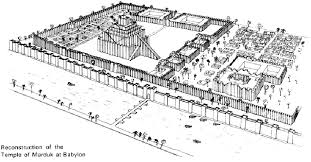 Reconstruction of the
Temple of Marduk at Babylon